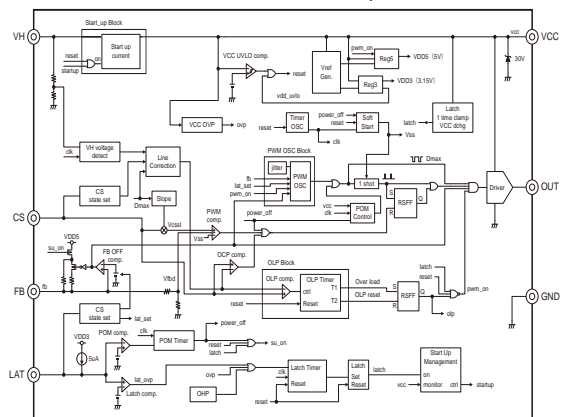 Start_up Block
VH
VCC
reset
startup
on
Start up
current
VCC UVLO comp.
reset
Vref
Gen.
pwm_on
Reg5
VDD5 (5V)
Reg3
VDD3 (3.15V)
vdd_uvlo
vcc
30V
VCC OVP
ovp
Timer
OSC
reset
clk
power_off
reset
Soft
Start
Vss
latch
Latch
1 time clamp
VCC dchg
clk
VH voltage
detect
Line
Correction
PWM OSC Block
jitter
PWM
OSC
fb
lat_set
pwm_on
1 shot
Dmax
Driver
OUT
CS
state set
Dmax
Slope
vcc
clk
POM
Control
S
R
RSFF
Q
CS
Vcssl
PWM
comp.
Vss
power_off
VDD5
su_on
FB OFF
comp.
OCP comp.
FB
fb
Vfbd
OLP Block
OLP comp.
OLP Timer
ctrl
T1
T2
Reset
reset
Over load
OLP reset
S
R
RSFF
Q
olp
latch
reset
pwm_on
GND
CS
state set
lat_set
VDD3
5uA
POM comp.
clk
POM Timer
power_off
reset
latch
su_on
LAT
lat_ovp
Latch comp.
ovp
OHP
clk
Latch Timer
Reset
reset
Latch
Set
Reset
latch
Start Up
Management
on
vcc
monitor
ctrl
startup